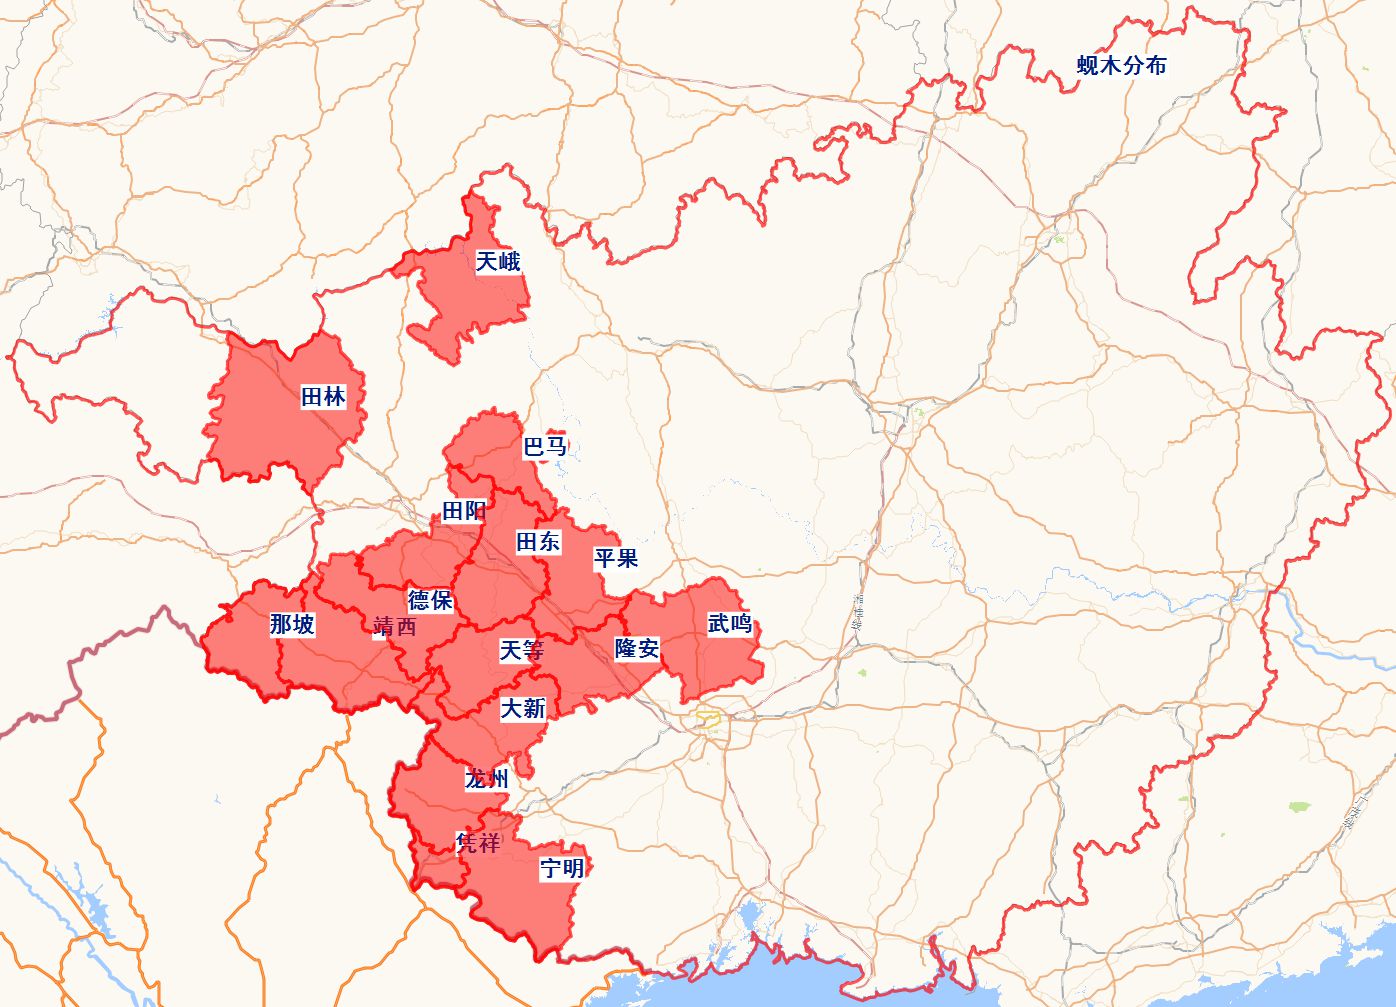 蚬木分布
天峨
田林
巴马
田阳
田东
平果
德保
那坡
靖西
武鸣
天等
隆安
大新
龙州
凭祥
宁明